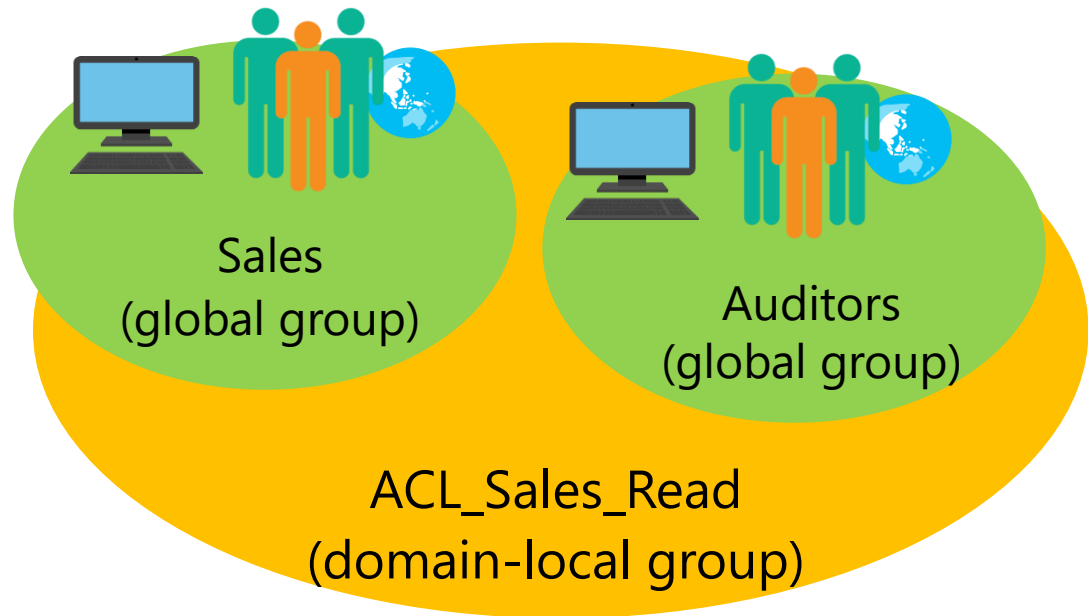 Sales
(global group)
Auditors
(global group)
ACL_Sales_Read
(domain-local group)